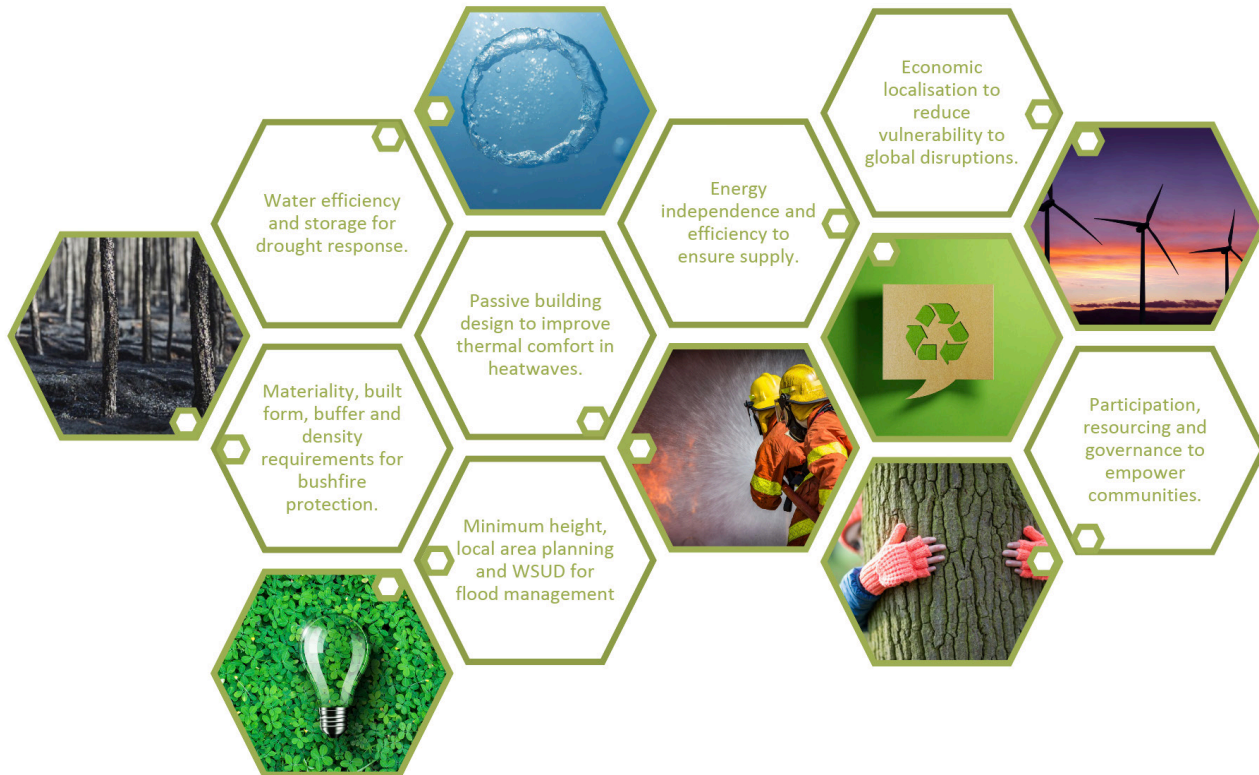 Water efficiency
and storage for
drought response.
Materiality, built
form, buffer and
density
requirements for
bushfire
protection.
Passive building
design to improve
thermal comfort in
heatwaves.
Minimum height,
local area planning
and WSUD for
flood management
Energy
independence and
efficiency to
ensure supply.
Economic
localisation to
reduce
vulnerability to
global disruptions.
Participation,
resourcing and
governance to
empower
communities.